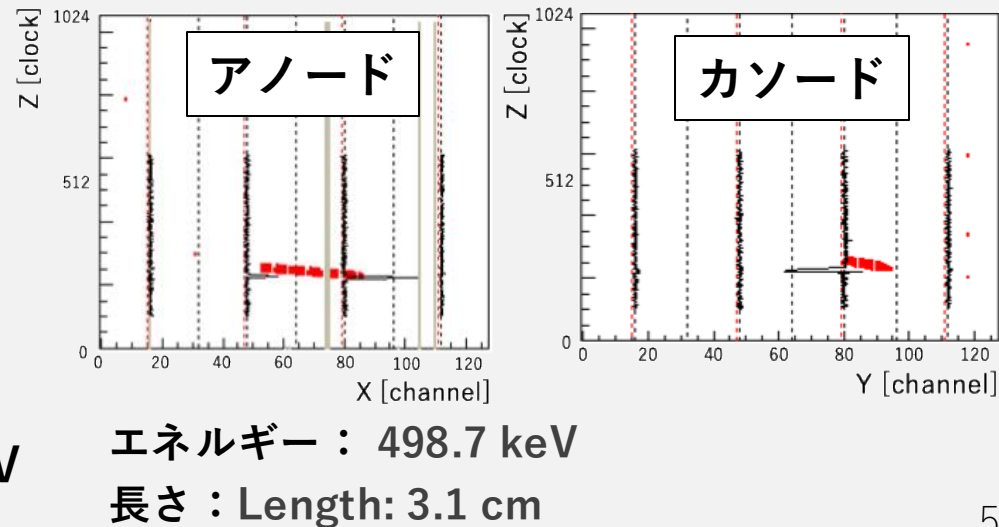 1024
Z [clock]
アノード
512
0
0 20 40 60 80 100 120
X [channel]
1024
Z [clock]
カソード
512
0
0 20 40 60 80 100 120
Y [channel]
V
エネルギー： 498.7 keV
長さ：Length: 3.1 cm
5